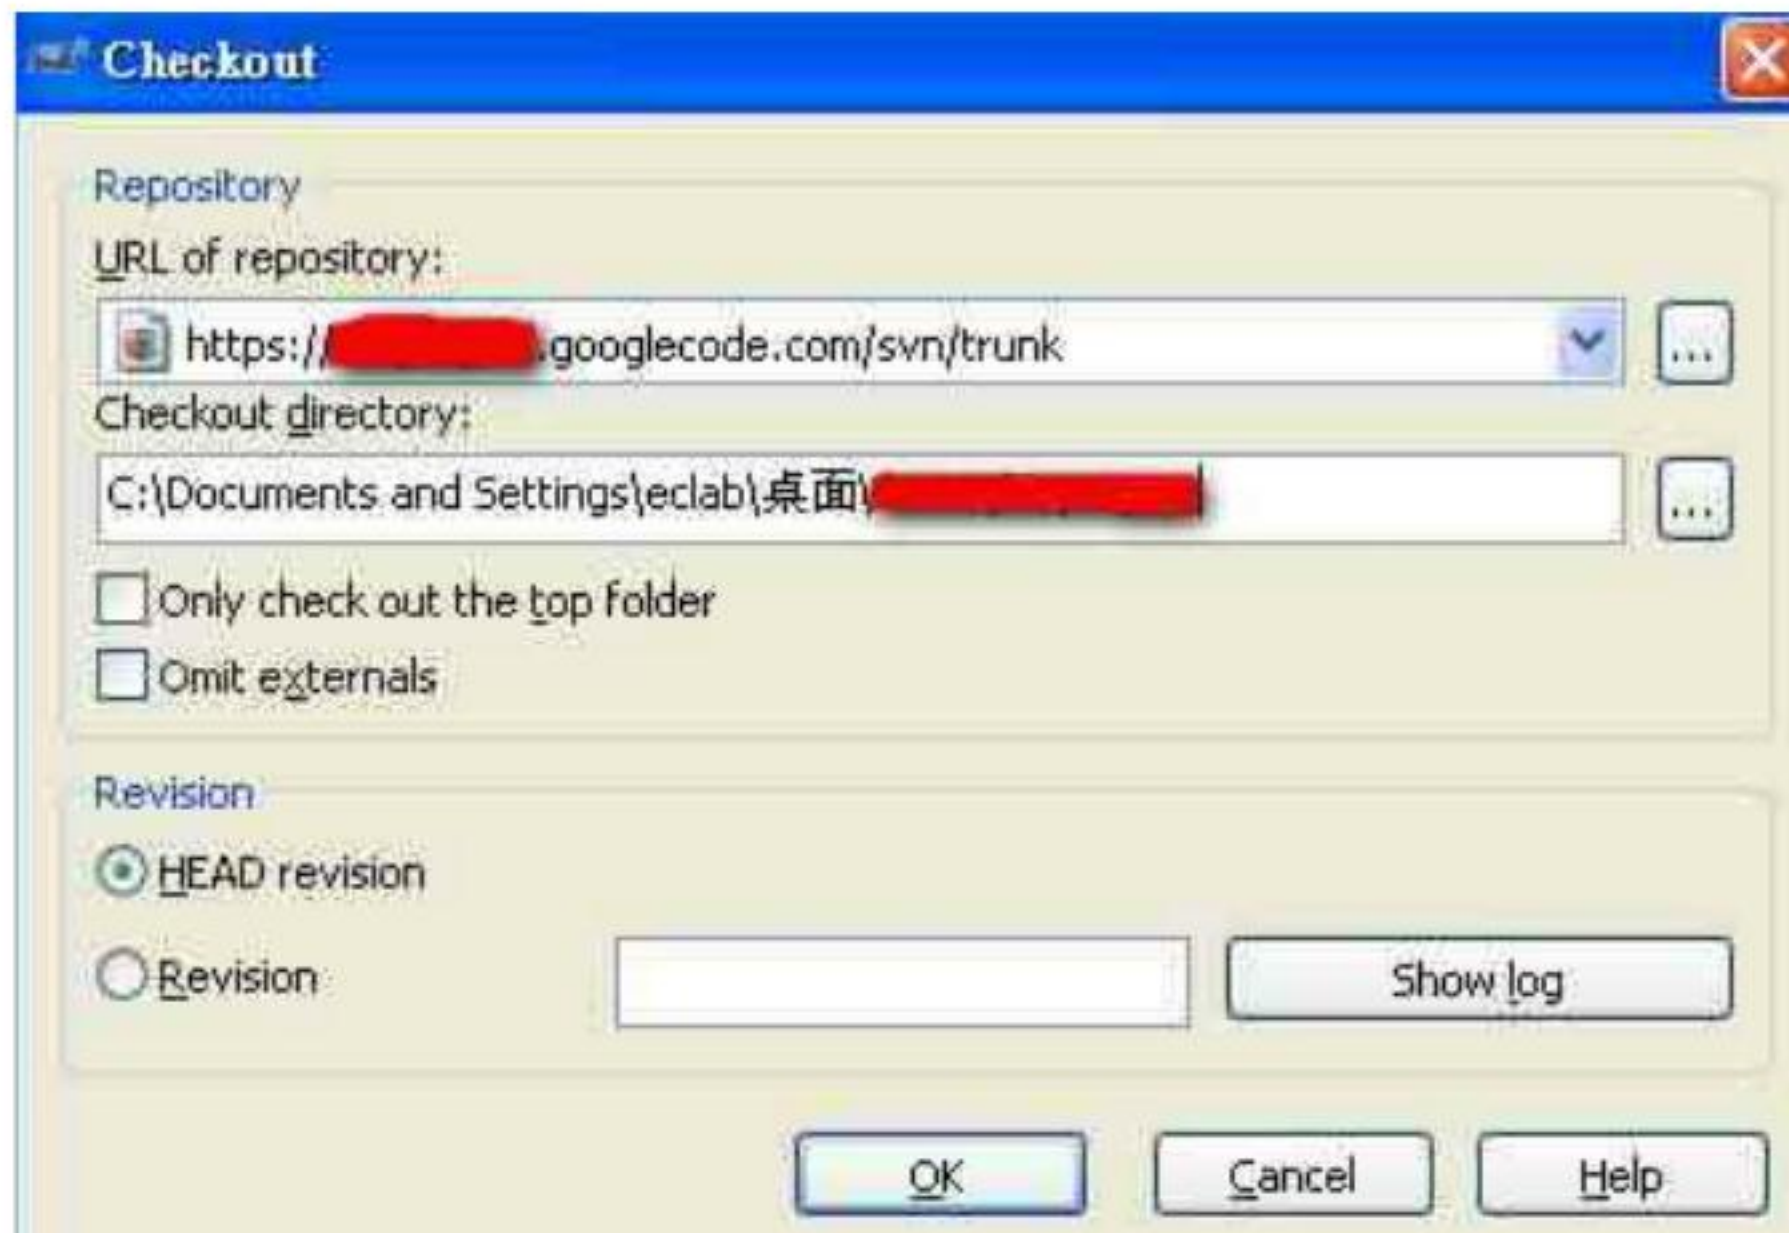 Checkout
Repository
URL of repository:
https://.googlecode.com/svn/trunk
...
Checkout directory:
C:\Documents and Settings\eclab\桌面\
...
Only check out the top folder
Omit externals
Revision
HEAD revision
Revision
Show log
OK
Cancel
Help